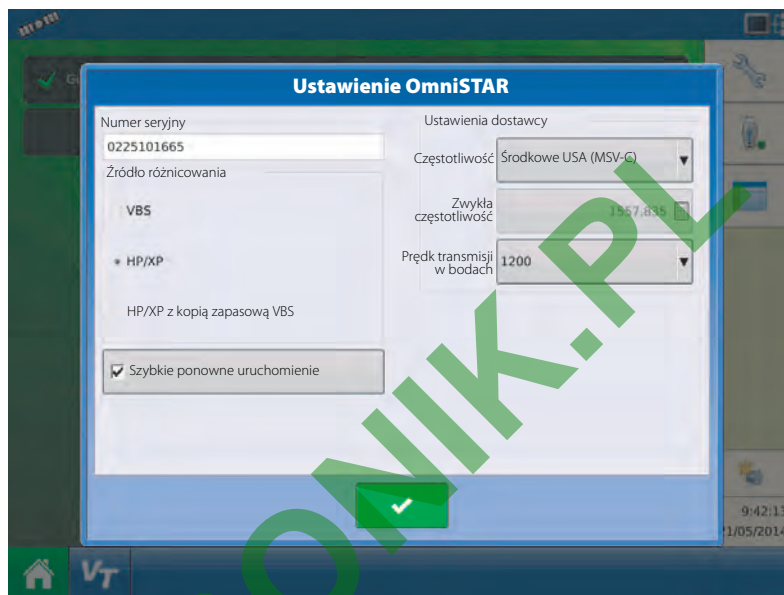 Ustawienie OmniSTAR
Numer seryjny
0225101665
Źródło różnicowania
VBS
HP/XP
HP/XP z kopią zapasową VBS
Szybkie ponowne uruchomienie
Ustawienia dostawcy
Częstotliwość
Środkowe USA (MSV-C)
Zwykła
częstotliwość
1557.835
Prędk transmisji
w bodach
1200
9:42:13
21/05/2014
VT
ONIK.PL